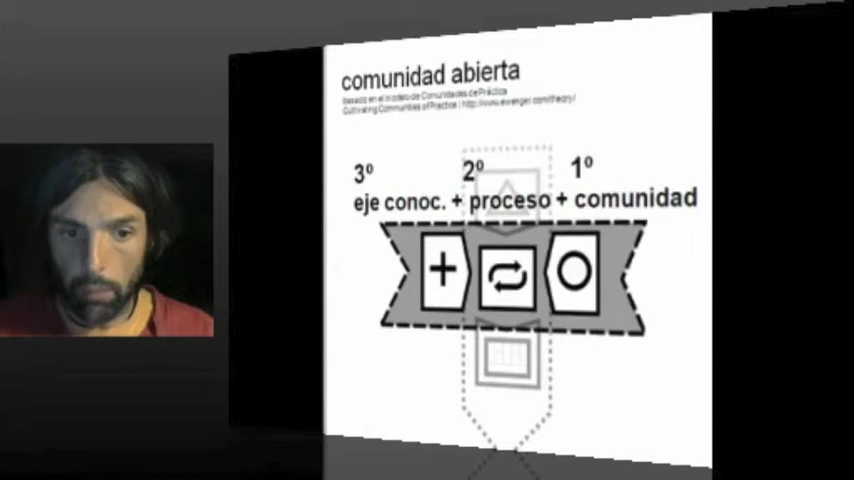 comunidad abierta
basado en el modelo de Comunidades de Práctica
Cultivating Communities of Practice | http://www.ewenger.com/theory/
3º 2º 1º
eje conoc. + proceso + comunidad